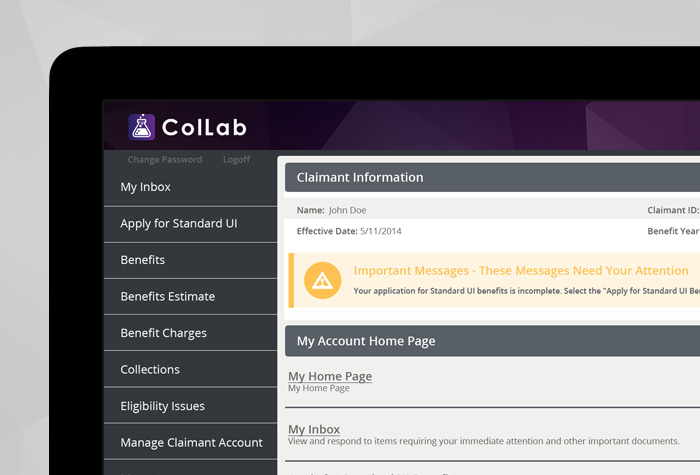 ColLab
Change Password Logoff
My Inbox
Apply for Standard UI
Benefits
Benefits Estimate
Benefit Charges
Collections
Eligibility Issues
Manage Claimant Account
Claimant Information
Name: John Doe Claimant ID:
Effective Date: 5/11/2014 Benefit Year
Important Messages - These Messages Need Your Attention
Your application for Standard UI benefits is incomplete. Select the "Apply for Standard UI Be
My Account Home Page
My Home Page
My Home Page
My Inbox
View and respond to items requiring your immediate attention and other important documents.